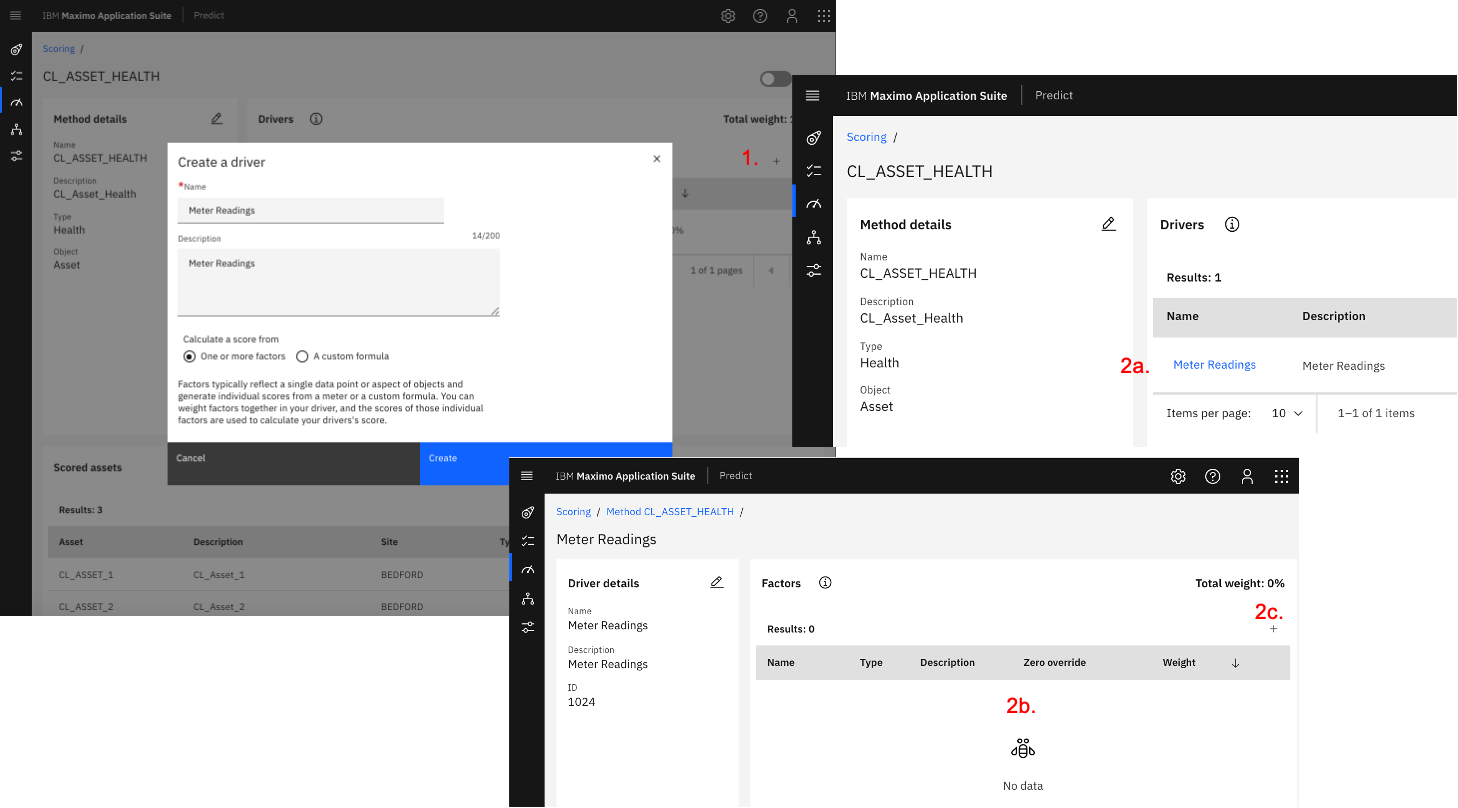 IBM Maximo Application Suite Predict
Scoring /
CL_ASSET_HEALTH
Method details
Name
CL_ASSET_HEALTH
Description
CL_Asset_Health
Type
Health
Object
Asset
Drivers
Total weight:
1.
1 of 1 pages
Create a driver
*Name
Meter Readings
Description
14/200
Meter Readings
Calculate a score from
One or more factors
A custom formula
Factors typically reflect a single data point or aspect of objects and
generate individual scores from a meter or a custom formula. You can
weight factors together in your driver, and the scores of those individual
factors are used to calculate your drivers's score.
Cancel
Create
Scored assets
Results: 3
Asset Description Site
CL_ASSET_1 CL_Asset_1 BEDFORD
CL_ASSET_2 CL_Asset_2 BEDFORD
IBM Maximo Application Suite Predict
Scoring /
CL_ASSET_HEALTH
Method details
Name
CL_ASSET_HEALTH
Description
CL_Asset_Health
Type
Health
Object
Asset
Drivers
Results: 1
Name Description
2a.
Meter Readings Meter Readings
Items per page: 10 1–1 of 1 items
IBM Maximo Application Suite Predict
Scoring / Method CL_ASSET_HEALTH /
Meter Readings
Driver details
Name
Meter Readings
Description
Meter Readings
ID
1024
Factors
Total weight: 0%
2c.
Results: 0
Name Type Description Zero override Weight
2b.
No data